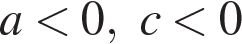 a < 0, c < 0